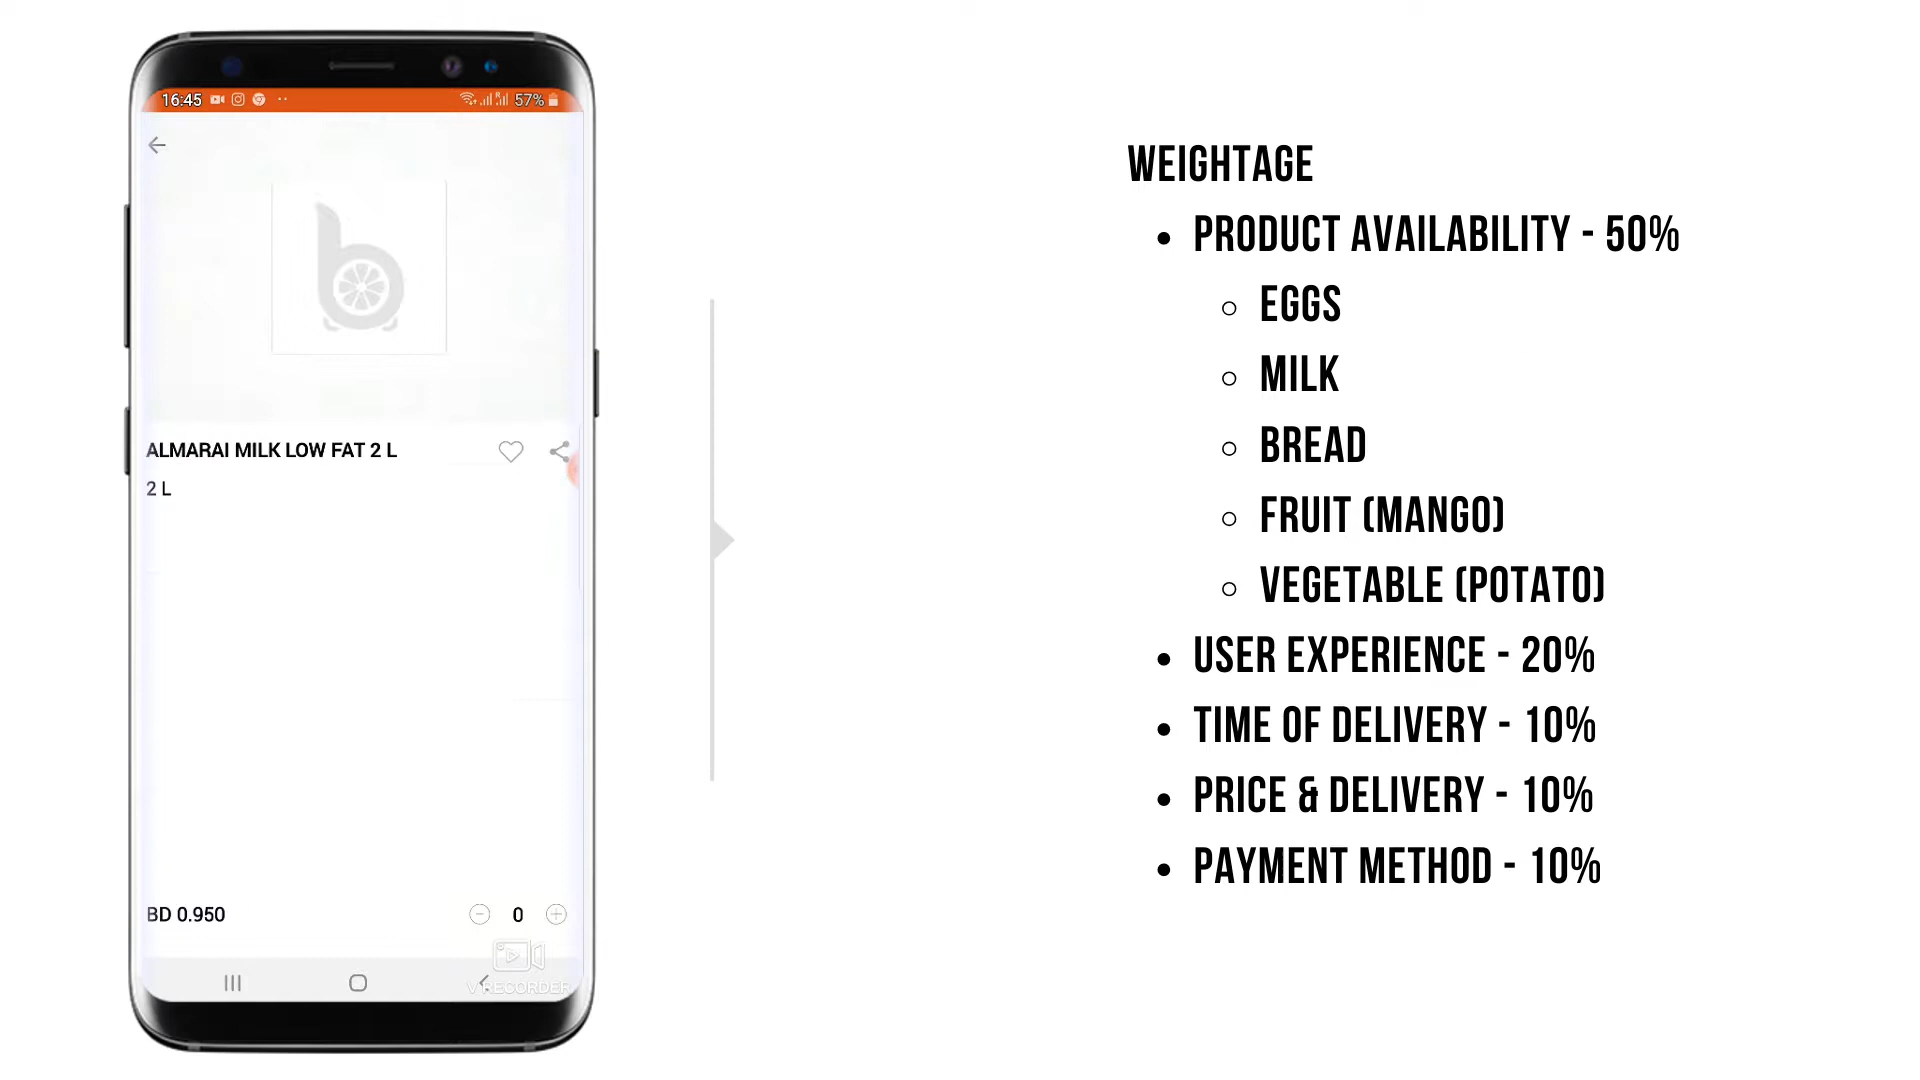 16:45
57%
ALMARAI MILK LOW FAT 2 L
2 L
BD 0.950
0
V RECORDER
WEIGHTAGE
PRODUCT AVAILABILITY - 50%
EGGS
MILK
BREAD
FRUIT (MANGO)
VEGETABLE (POTATO)
USER EXPERIENCE - 20%
TIME OF DELIVERY - 10%
PRICE & DELIVERY - 10%
PAYMENT METHOD - 10%